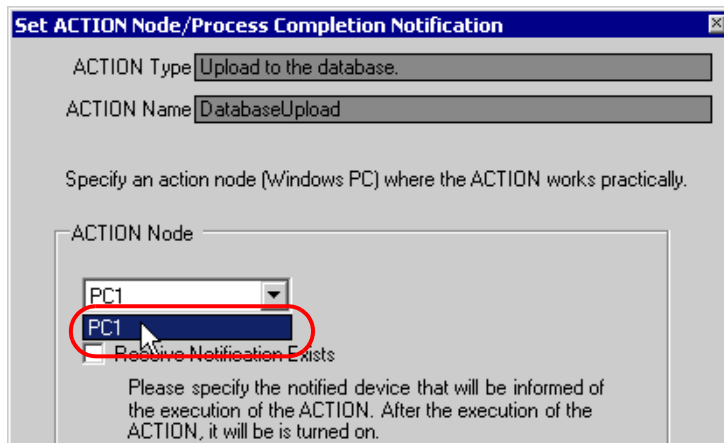 Set ACTION Node/Process Completion Notification
ACTION Type Upload to the database.
ACTION Name DatabaseUpload
Specify an action node (Windows PC) where the ACTION works practically.
ACTION Node
PC1
PC1
Receive Notification Exists
Please specify the notified device that will be informed of
the execution of the ACTION. After the execution of the
ACTION, it will be is turned on.